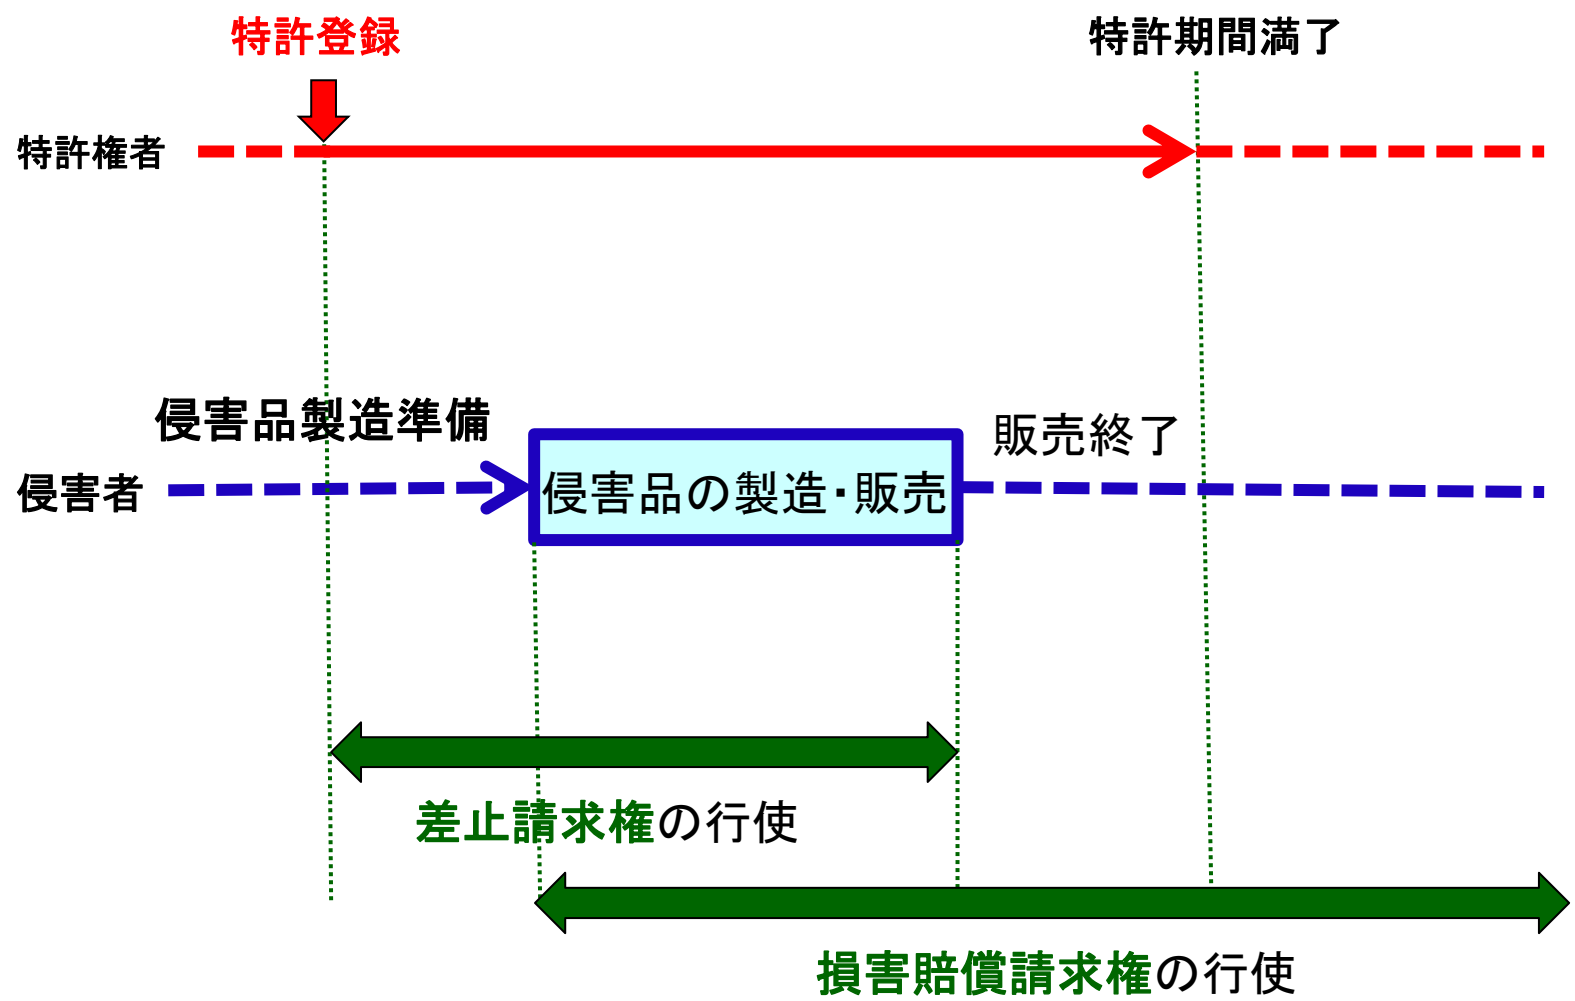 特許登録
特許期間満了
特許権者
侵害品製造準備
販売終了
侵害者
侵害品の製造・販売
差止請求権の行使
損害賠償請求権の行使